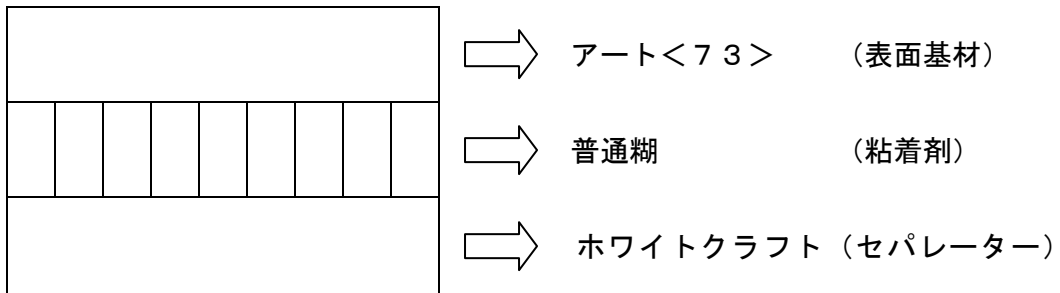 アート＜７３＞　　（表面基材）
普通糊　　　　　　（粘着剤）
ホワイトクラフト（セパレーター）